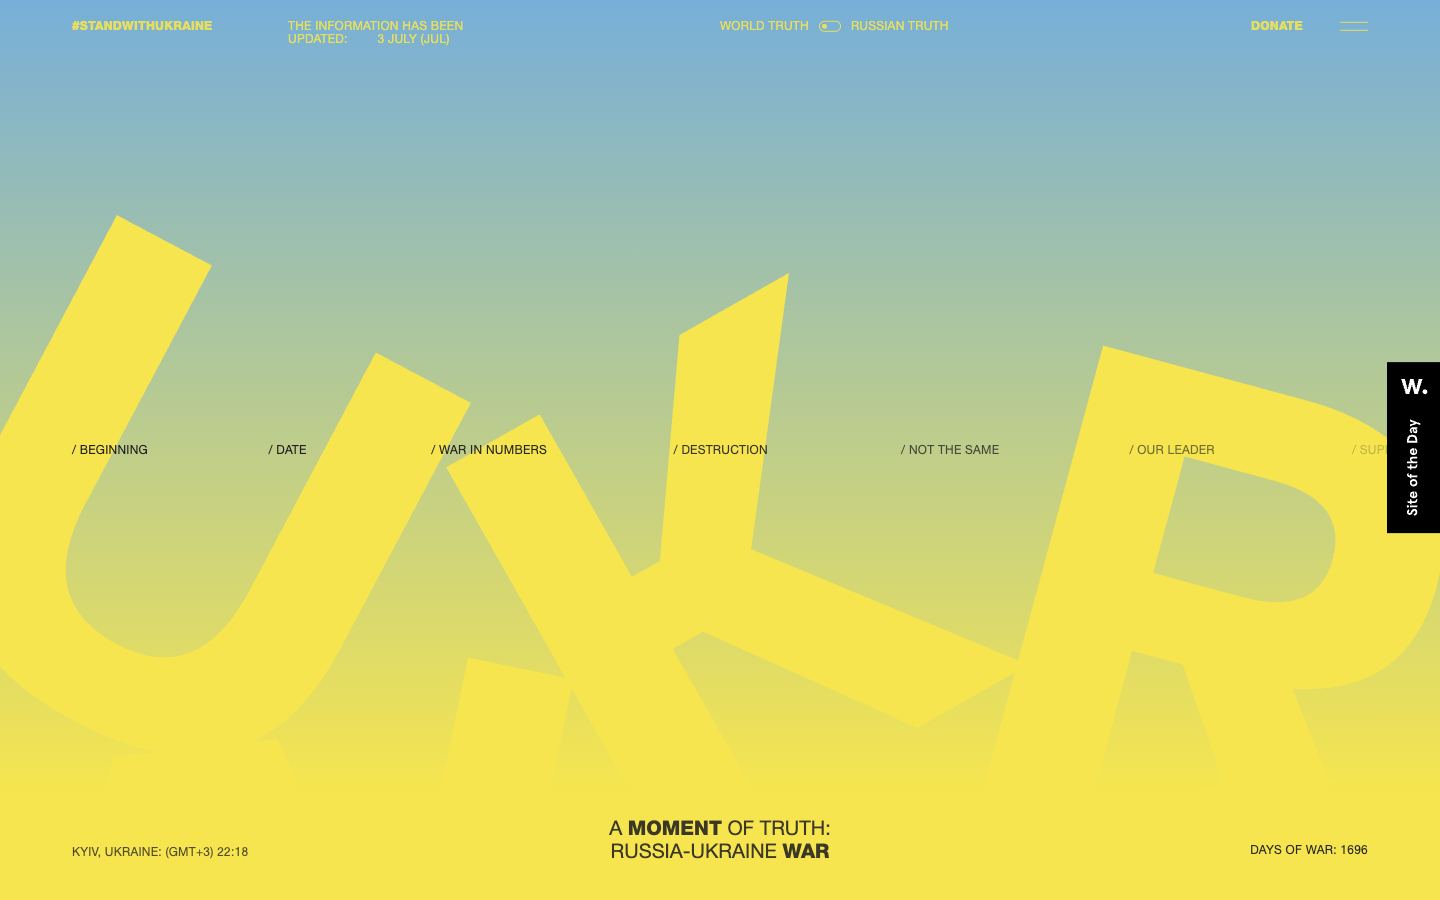 #STANDWITHUKRAINE
THE INFORMATION HAS BEEN
UPDATED: 3 JULY (JUL)
WORLD TRUTH
RUSSIAN TRUTH
DONATE
W.
Site of the Day
/ BEGINNING
/ DATE
/ WAR IN NUMBERS
/ DESTRUCTION
/ NOT THE SAME
/ OUR LEADER
UKR
A MOMENT OF TRUTH:
RUSSIA-UKRAINE WAR
KYIV, UKRAINE: (GMT+3) 22:18
DAYS OF WAR: 1696